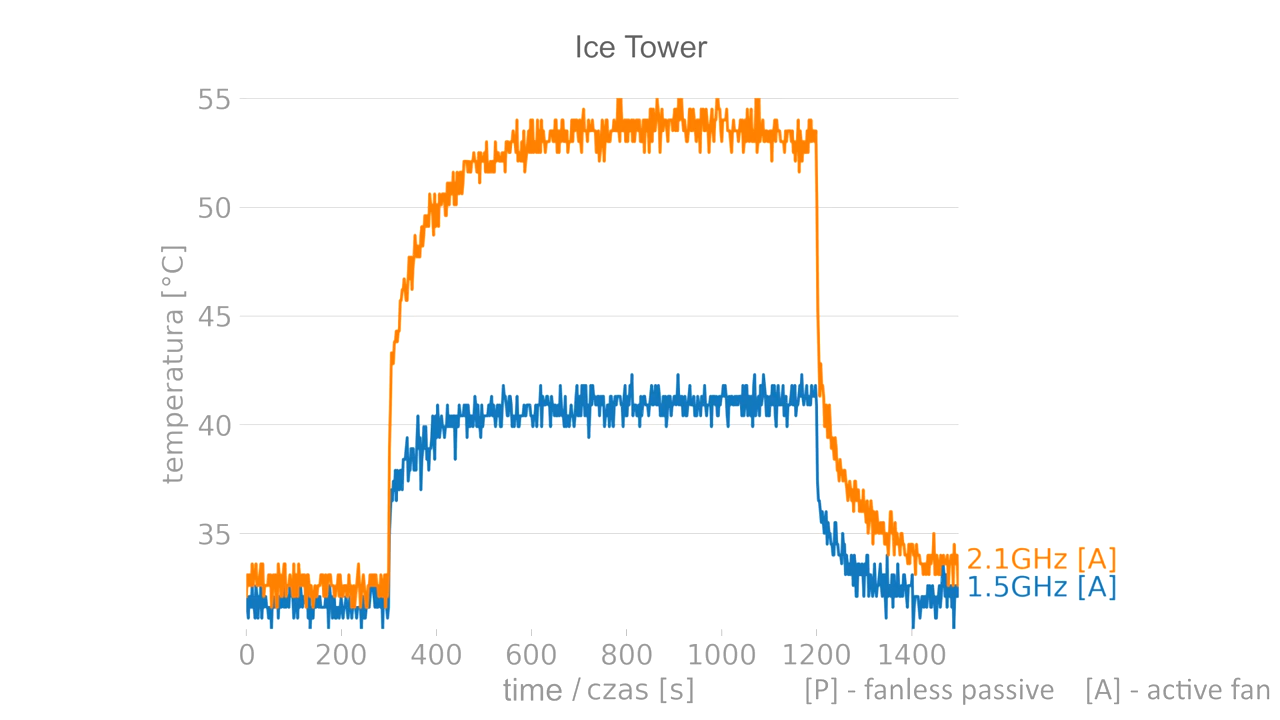 Ice Tower
55
50
45
40
35
temperatura [°C]
2.1GHz [A]
1.5GHz [A]
0 200 400 600 800 1000 1200 1400
time / czas [s]
[P] - fanless passive [A] - active fan